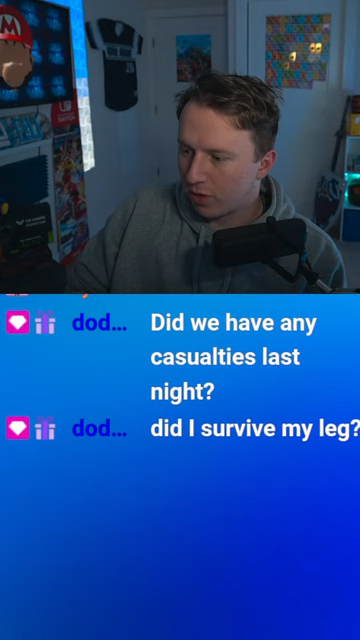 dod... Did we have any
casualties last
night?
dod... did I survive my leg?